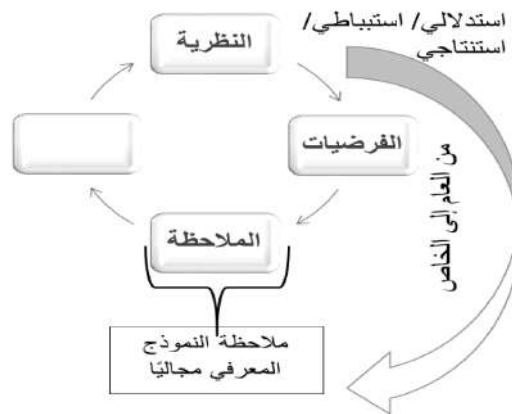 استدلالي/ استنباطي/
استنتاجي
النظرية
الفرضيات
من العام إلى الخاص
الملاحظة
ملاحظة النموذج
المعرفي مجاليًا